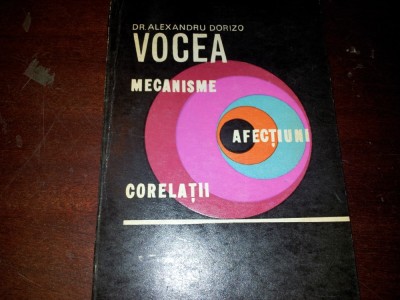 DR. ALEXANDRU DORIZO
VOCEA
MECANISME
AFECȚIUNI
CORELAȚII